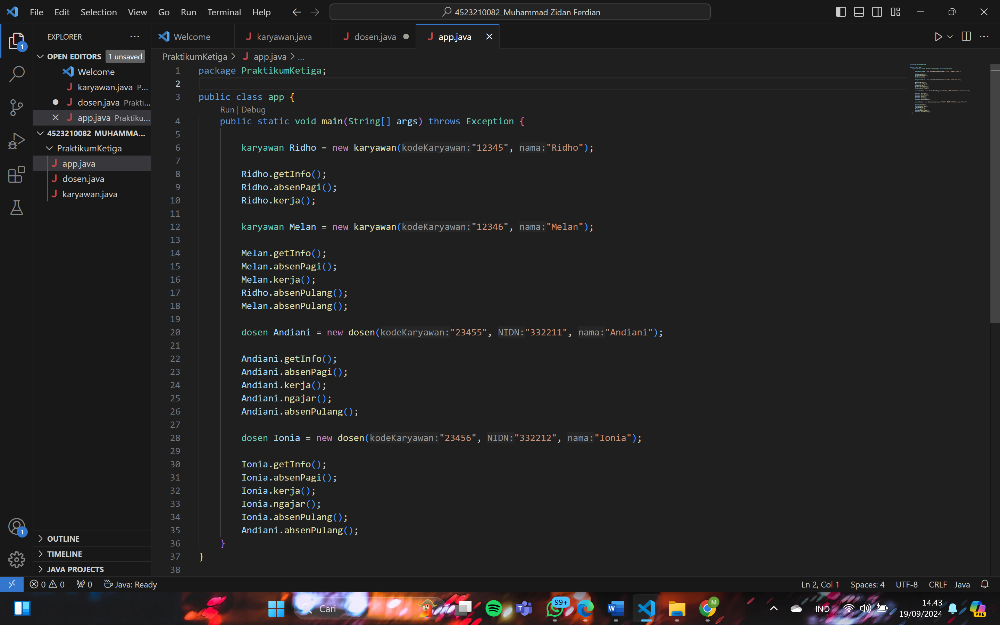 File Edit Selection View Go Run Terminal Help
4523210082_Muhammad Zidan Ferdian
EXPLORER
OPEN EDITORS 1 unsaved
Welcome
karyawan.java P...
dosen.java Prakti...
app.java Praktiku...
4523210082_MUHAMMA...
PraktikumKetiga
app.java
dosen.java
karyawan.java
OUTLINE
TIMELINE
JAVA PROJECTS
1
1
Welcome karyawan.java dosen.java app.java
PraktikumKetiga > app.java > ...
1 package PraktikumKetiga;
2
3 public class app {
Run | Debug
4 public static void main(String[] args) throws Exception {
5
6 karyawan Ridho = new karyawan(kodeKaryawan:"12345", nama:"Ridho");
7
8 Ridho.getInfo();
9 Ridho.absenPagi();
10 Ridho.kerja();
11
12 karyawan Melan = new karyawan(kodeKaryawan:"12346", nama:"Melan");
13
14 Melan.getInfo();
15 Melan.absenPagi();
16 Melan.kerja();
17 Ridho.absenPulang();
18 Melan.absenPulang();
19
20 dosen Andiani = new dosen(kodeKaryawan:"23455", NIDN:"332211", nama:"Andiani");
21
22 Andiani.getInfo();
23 Andiani.absenPagi();
24 Andiani.kerja();
25 Andiani.ngajar();
26 Andiani.absenPulang();
27
28 dosen Ionia = new dosen(kodeKaryawan:"23456", NIDN:"332212", nama:"Ionia");
29
30 Ionia.getInfo();
31 Ionia.absenPagi();
32 Ionia.kerja();
33 Ionia.ngajar();
34 Ionia.absenPulang();
35 Andiani.absenPulang();
36 }
37 }
38
0 0 0 Java: Ready
Ln 2, Col 1 Spaces: 4 UTF-8 CRLF Java
Cari
99+
M
IND
14.43
19/09/2024
PRE